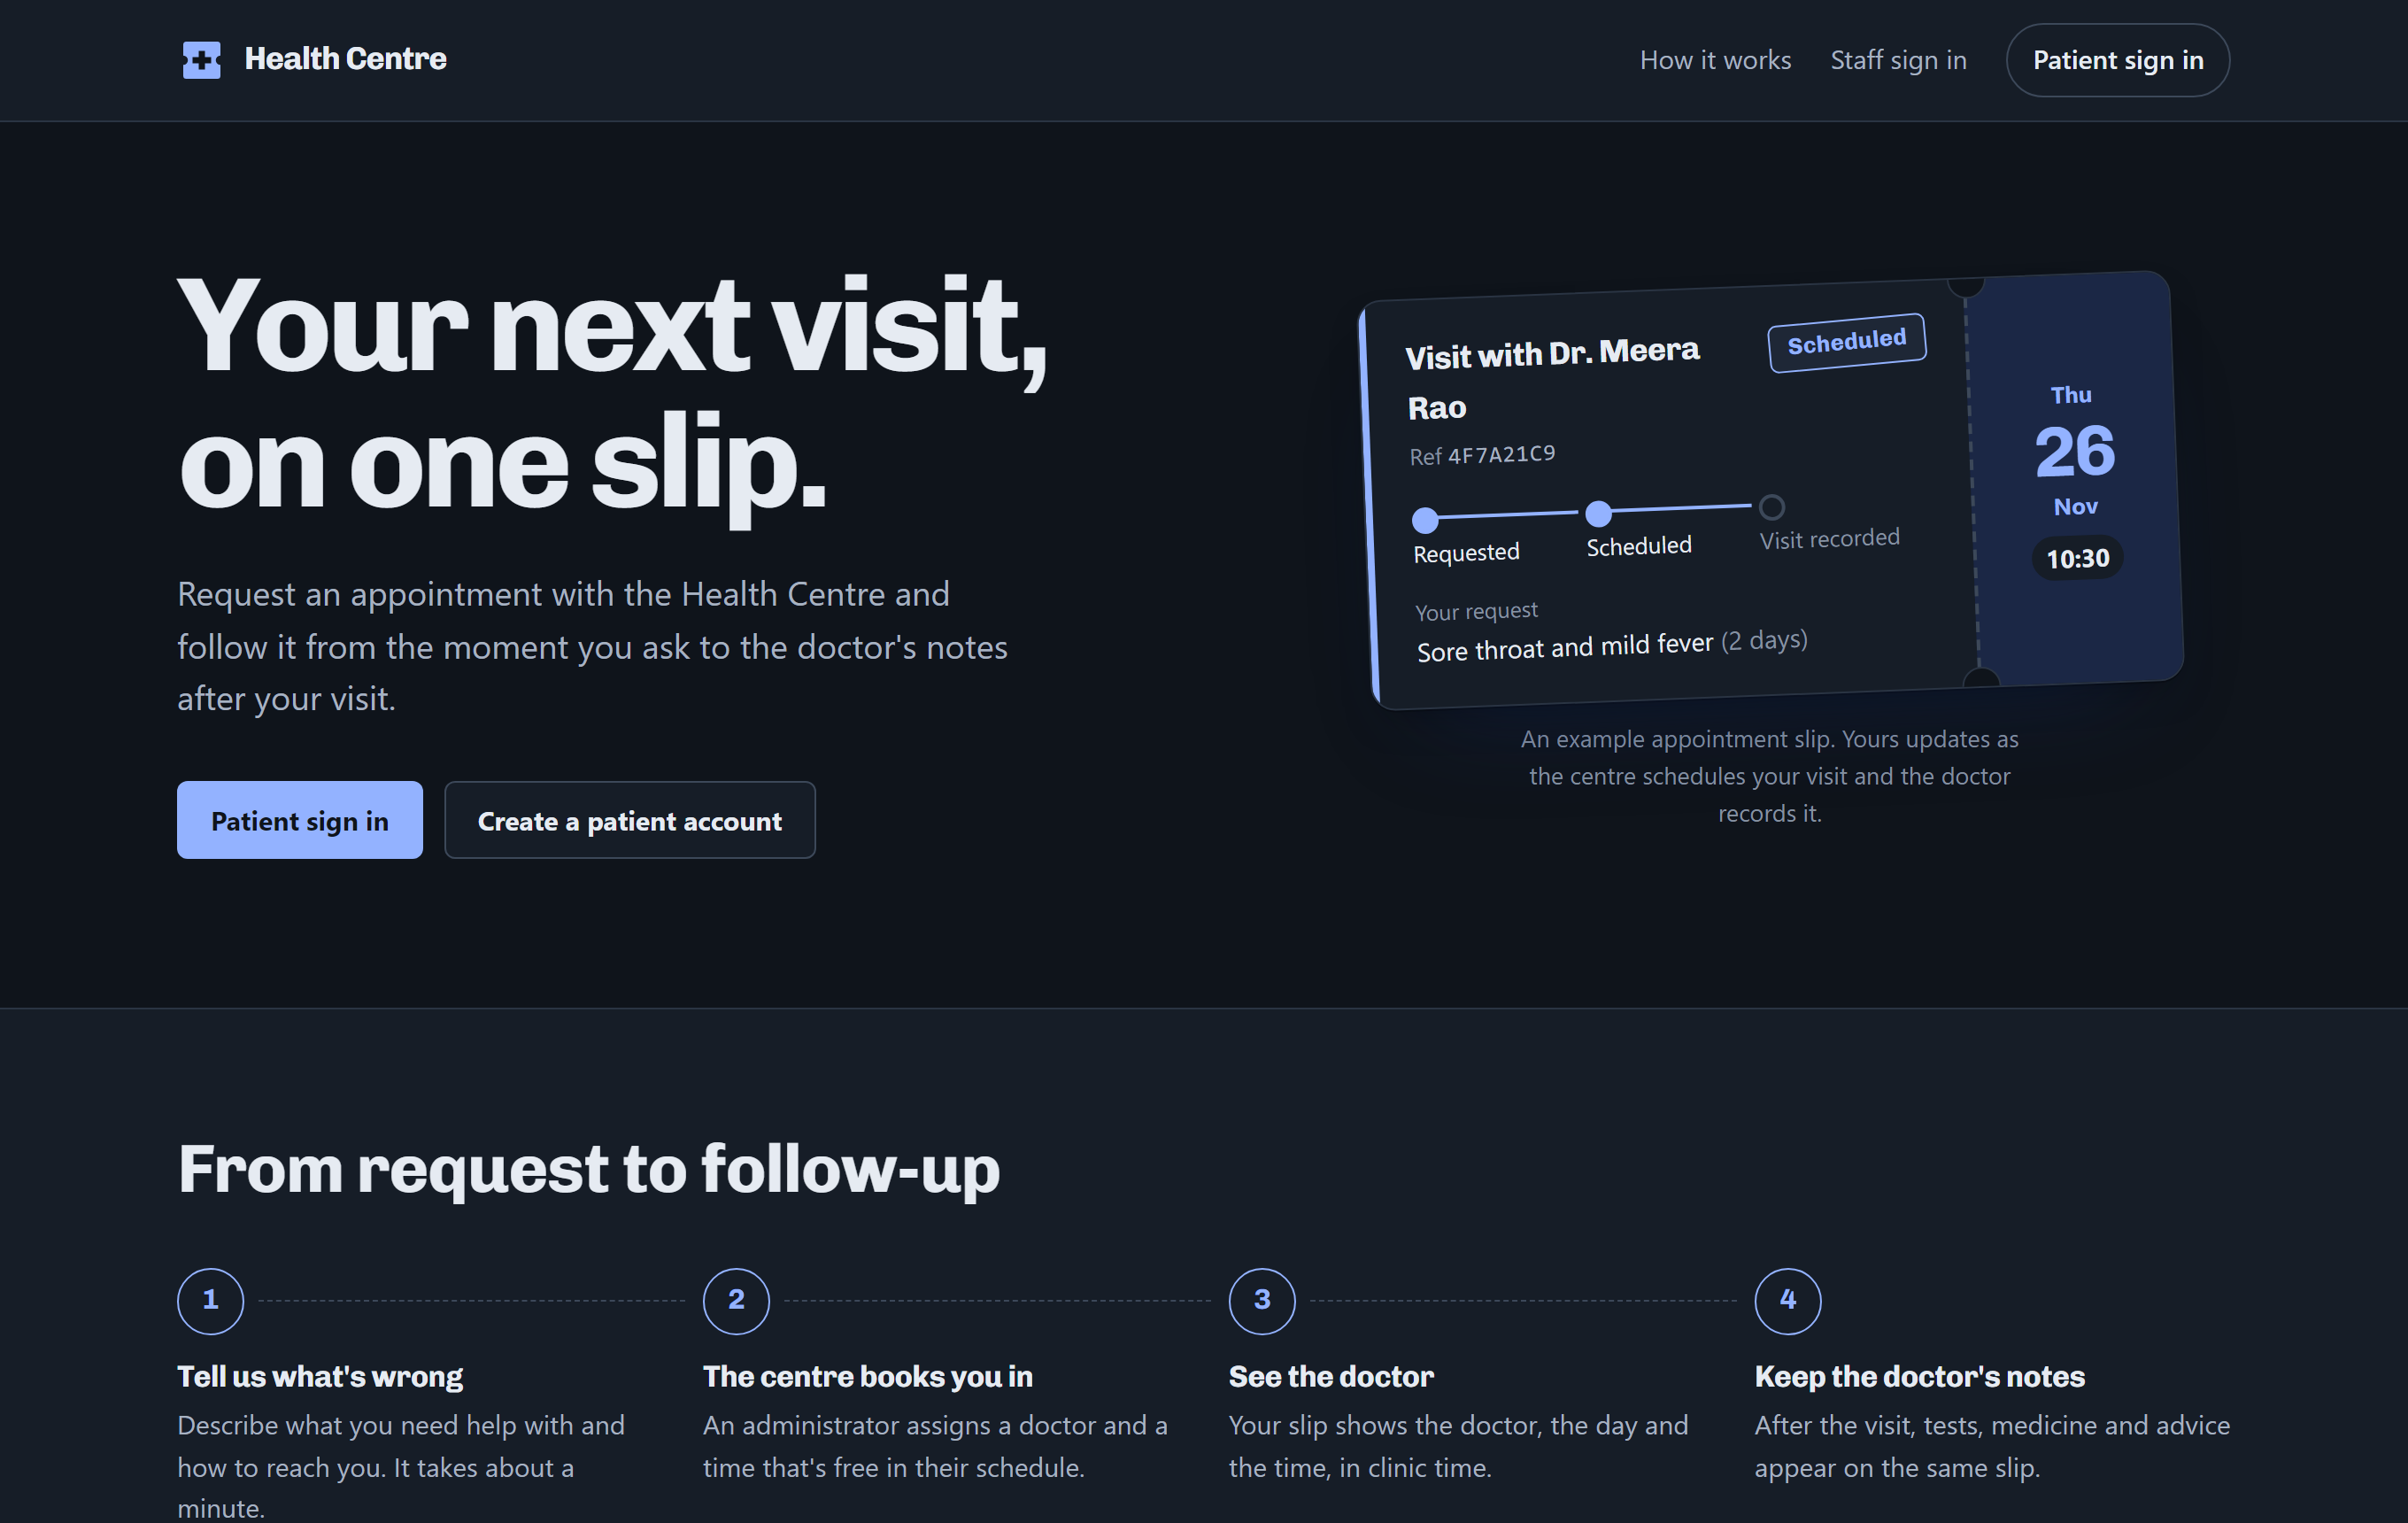 Health Centre
How it works
Staff sign in
Patient sign in
Your next visit,
on one slip.
Request an appointment with the Health Centre and
follow it from the moment you ask to the doctor's notes
after your visit.
Patient sign in
Create a patient account
Visit with Dr. Meera
Rao
Scheduled
Ref 4F7A21C9
Requested
Scheduled
Visit recorded
Your request
Sore throat and mild fever (2 days)
Thu
26
Nov
10:30
An example appointment slip. Yours updates as
the centre schedules your visit and the doctor
records it.
From request to follow-up
1
Tell us what's wrong
Describe what you need help with and
how to reach you. It takes about a
minute.
2
The centre books you in
An administrator assigns a doctor and a
time that's free in their schedule.
3
See the doctor
Your slip shows the doctor, the day and
the time, in clinic time.
4
Keep the doctor's notes
After the visit, tests, medicine and advice
appear on the same slip.